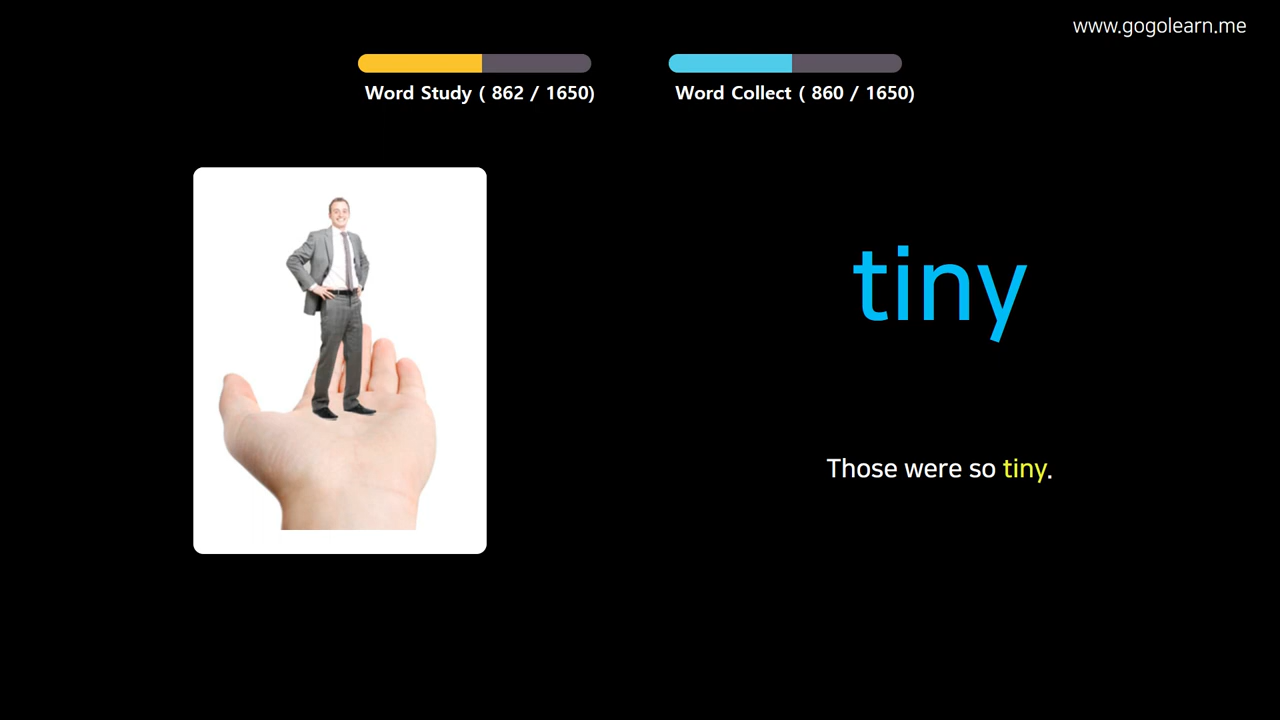 www.gogolearn.me
Word Study ( 862 / 1650)
Word Collect ( 860 / 1650)
tiny
Those were so tiny.